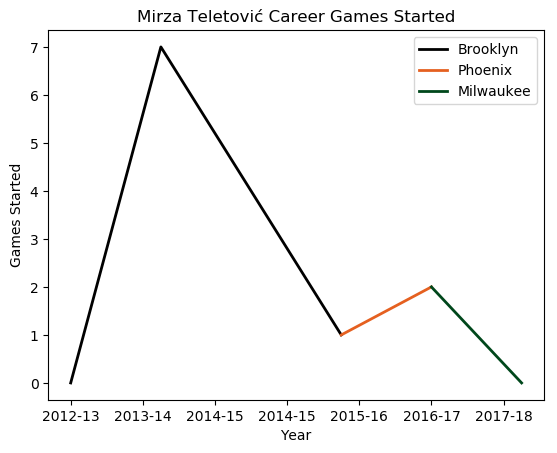 Mirza Teletović Career Games Started
Brooklyn
Phoenix
Milwaukee
Games Started
7
6
5
4
3
2
1
0
2012-13 2013-14 2014-15 2014-15 2015-16 2016-17 2017-18
Year